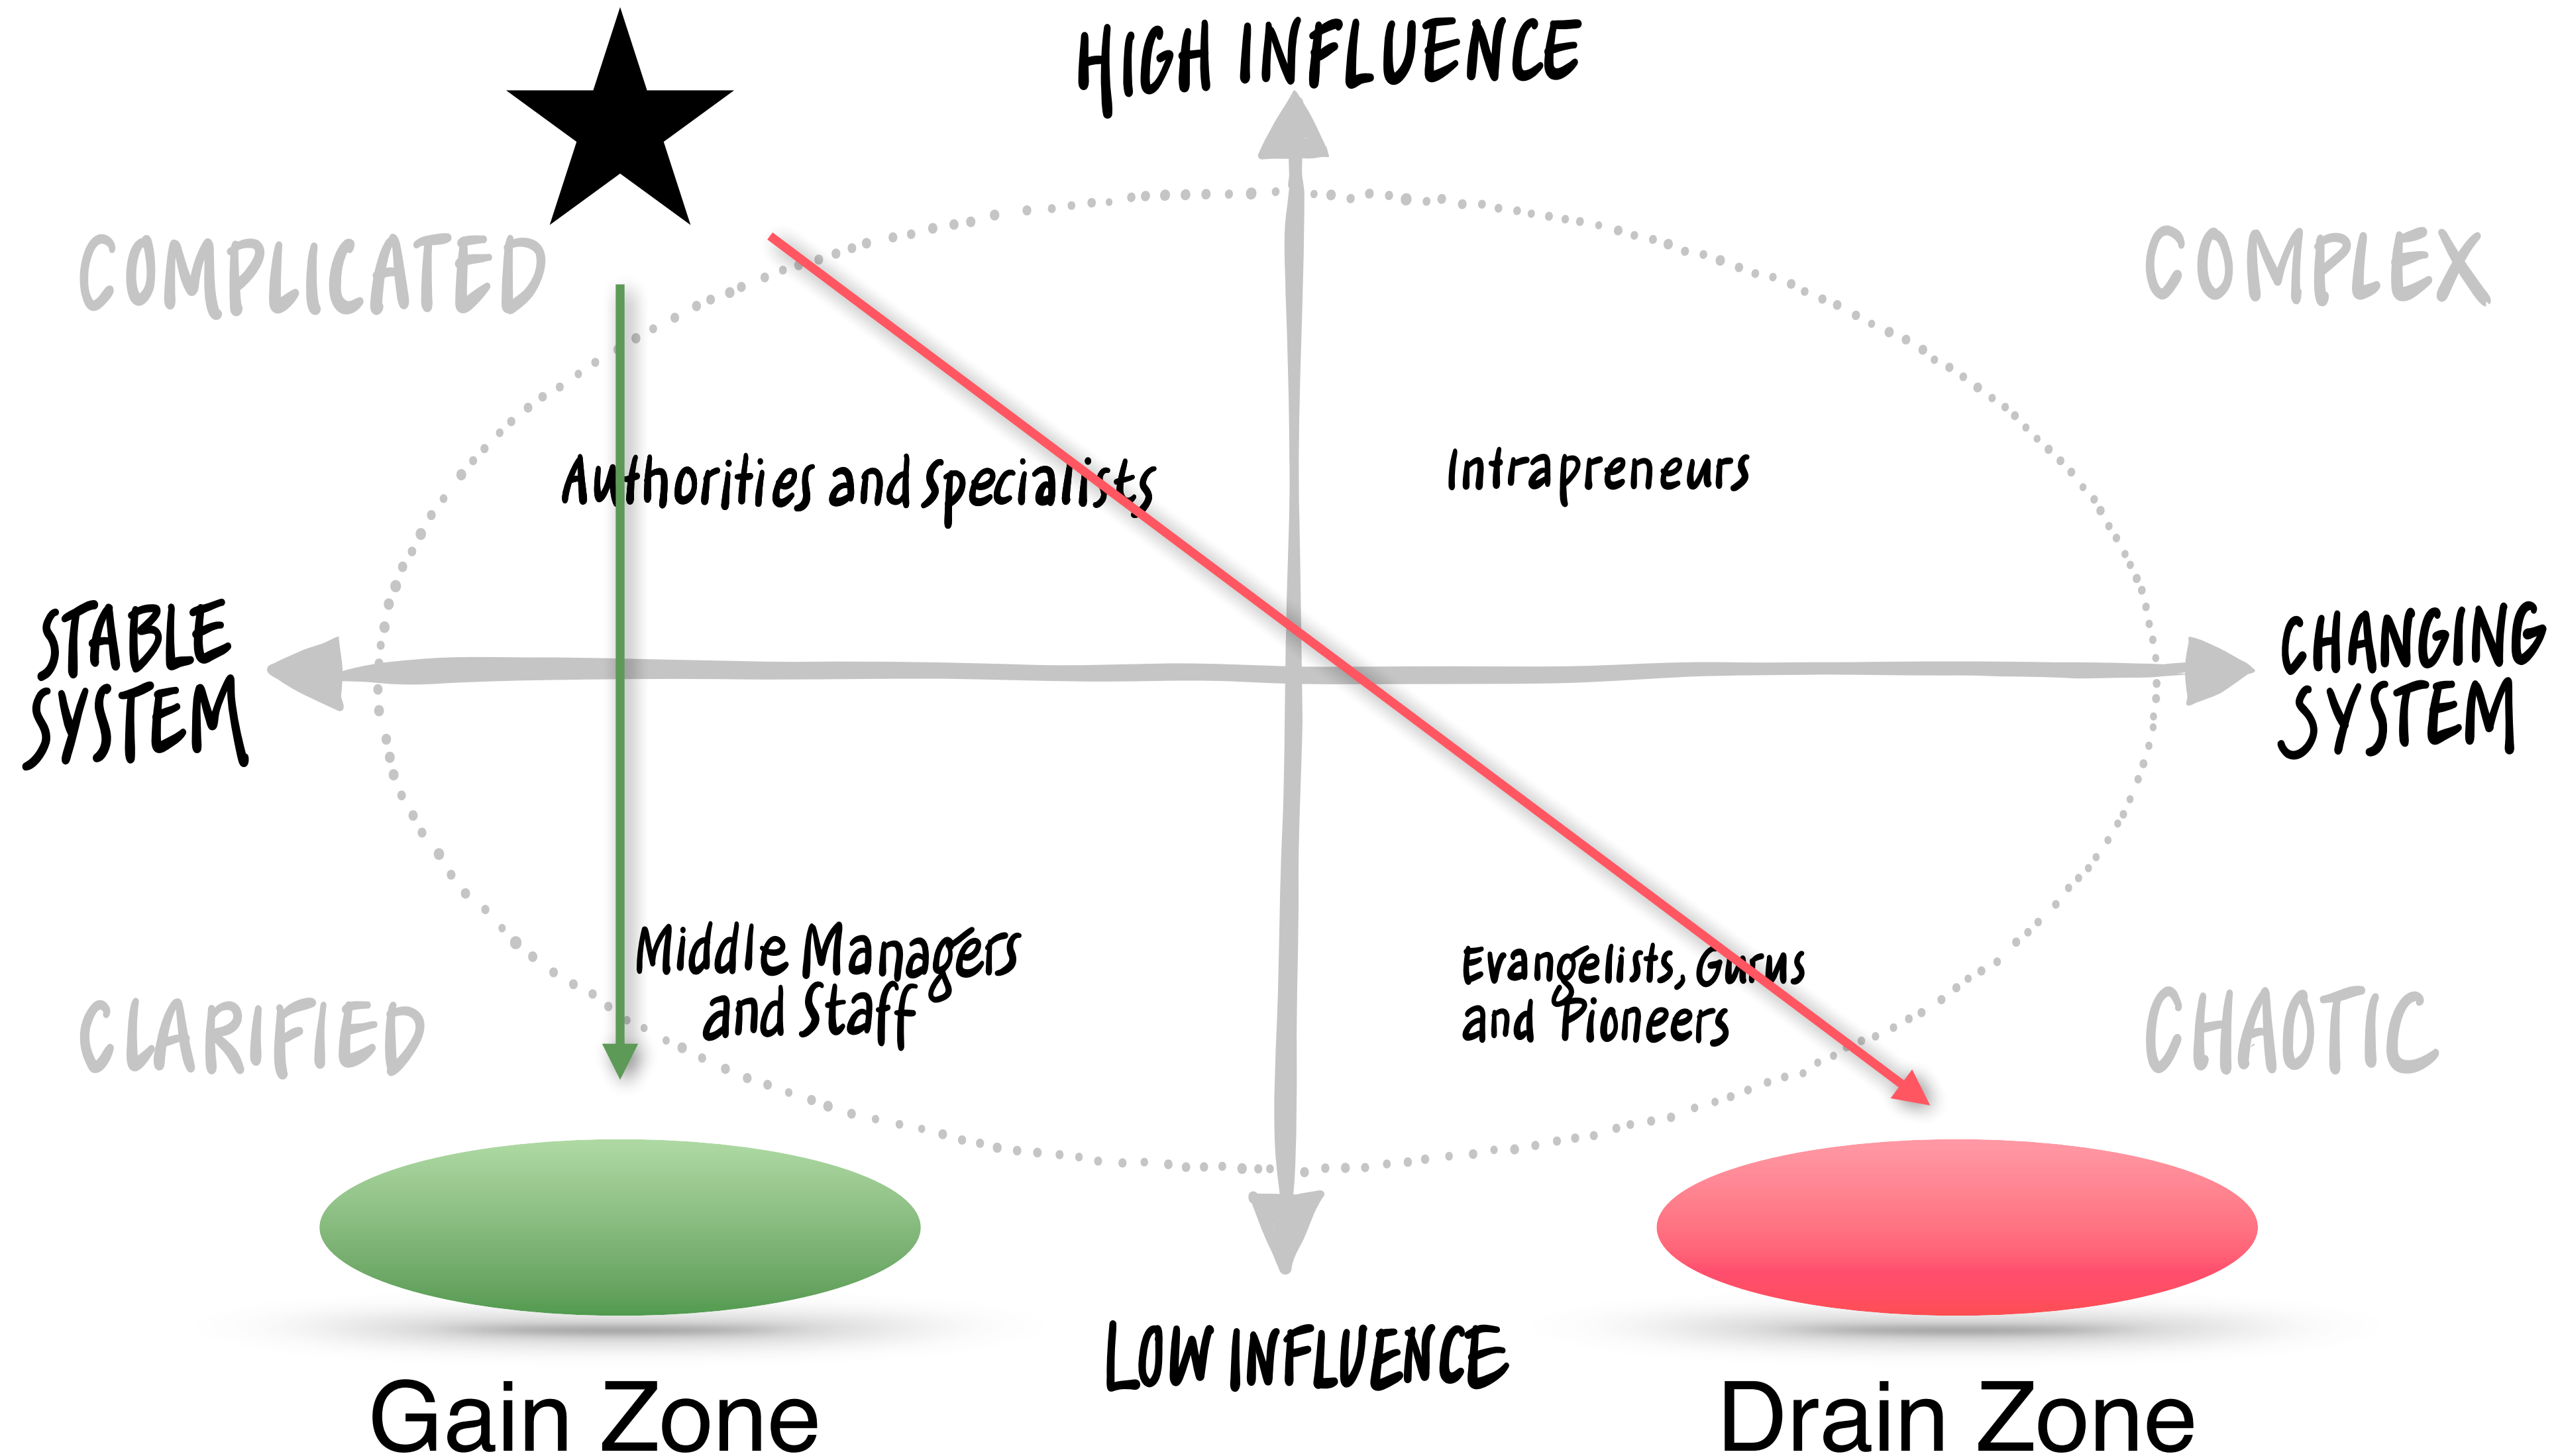 HIGH INFLUENCE
COMPLICATED
COMPLEX
Authorities and Specialists
Intrapreneurs
STABLE
SYSTEM
CHANGING
SYSTEM
Middle Managers
and Staff
Evangelists, Gurus
and Pioneers
CLARIFIED
CHAOTIC
LOW INFLUENCE
Gain Zone
Drain Zone